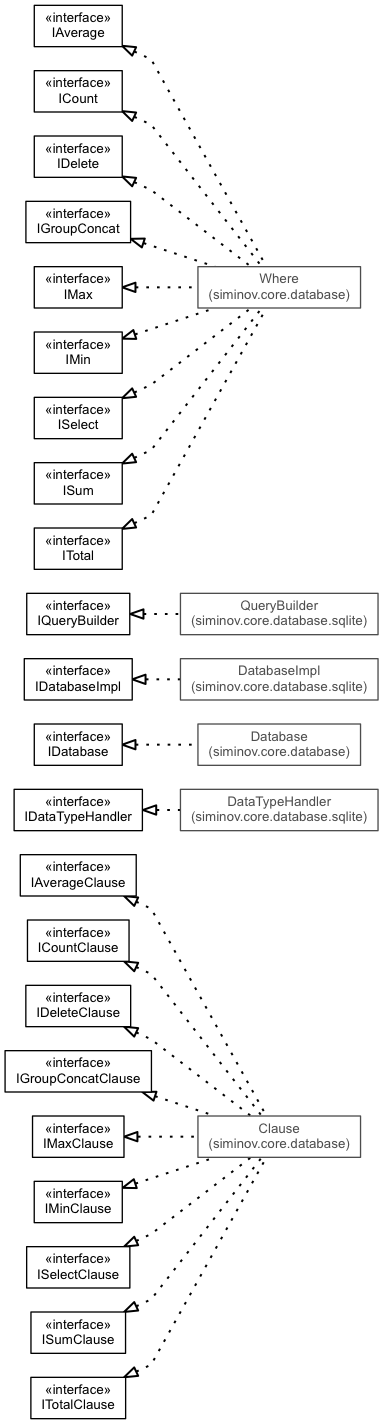 «interface»
IAverage
«interface»
ICount
«interface»
IDelete
«interface»
IGroupConcat
«interface»
IMax
Where
(siminov.core.database)
«interface»
IMin
«interface»
ISelect
«interface»
ISum
«interface»
ITotal
«interface»
IQueryBuilder
QueryBuilder
(siminov.core.database.sqlite)
«interface»
IDatabaseImpl
DatabaseImpl
(siminov.core.database.sqlite)
«interface»
IDatabase
Database
(siminov.core.database)
«interface»
IDataTypeHandler
DataTypeHandler
(siminov.core.database.sqlite)
«interface»
IAverageClause
«interface»
ICountClause
«interface»
IDeleteClause
«interface»
IGroupConcatClause
«interface»
IMaxClause
Clause
(siminov.core.database)
«interface»
IMinClause
«interface»
ISelectClause
«interface»
ISumClause
«interface»
ITotalClause